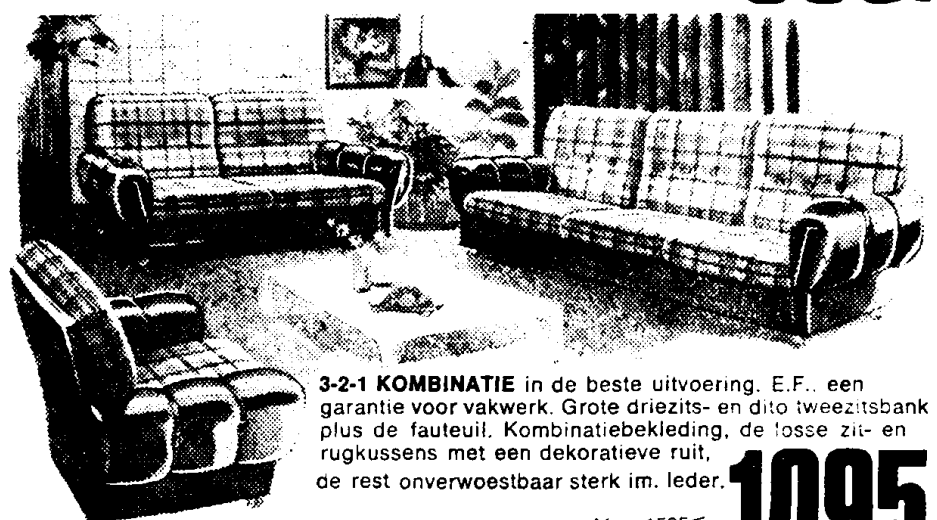 3-2-1 KOMBINATIE in de beste uitvoering. E.F.. een
garantie voor vakwerk. Grote driezits- en dito tweezitsbank
plus de fauteuil. Kombinatiebekleding, de losse zit- en
rugkussens met een dekoratieve ruit,
de rest onverwoestbaar sterk im. leder.
1095